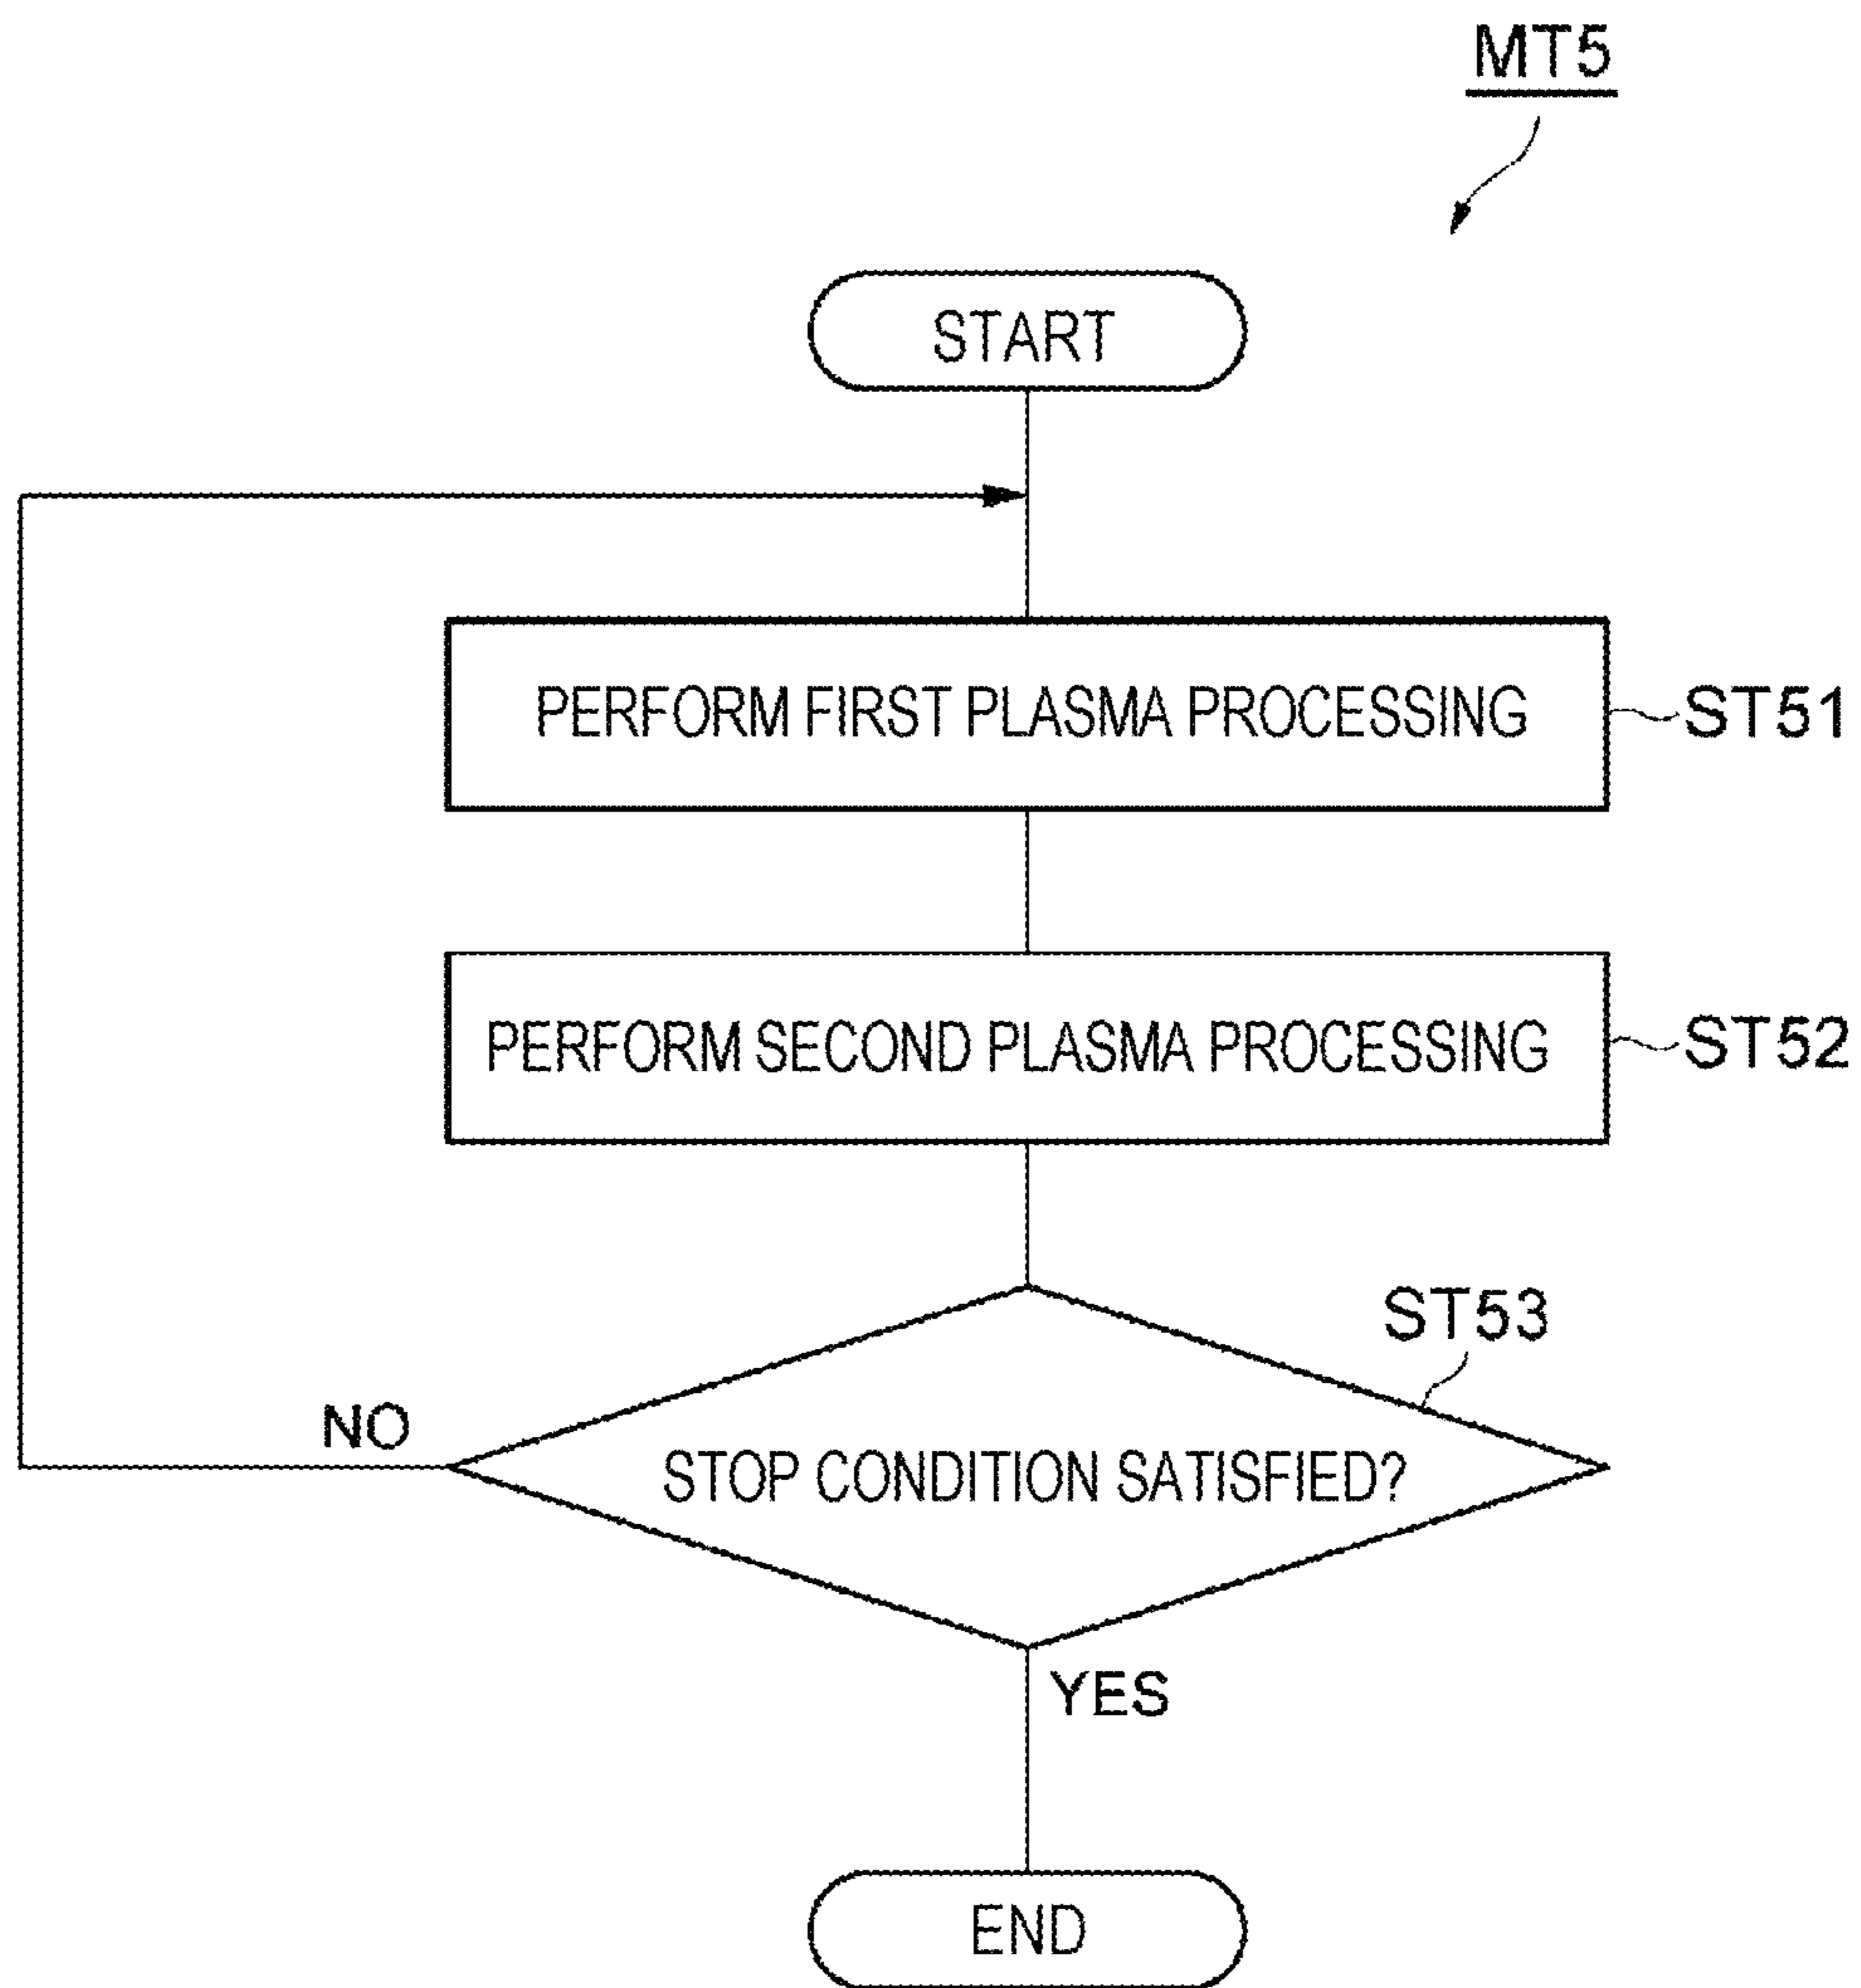 MT5
START
PERFORM FIRST PLASMA PROCESSING
ST51
PERFORM SECOND PLASMA PROCESSING
ST52
ST53
NO
STOP CONDITION SATISFIED?
YES
END